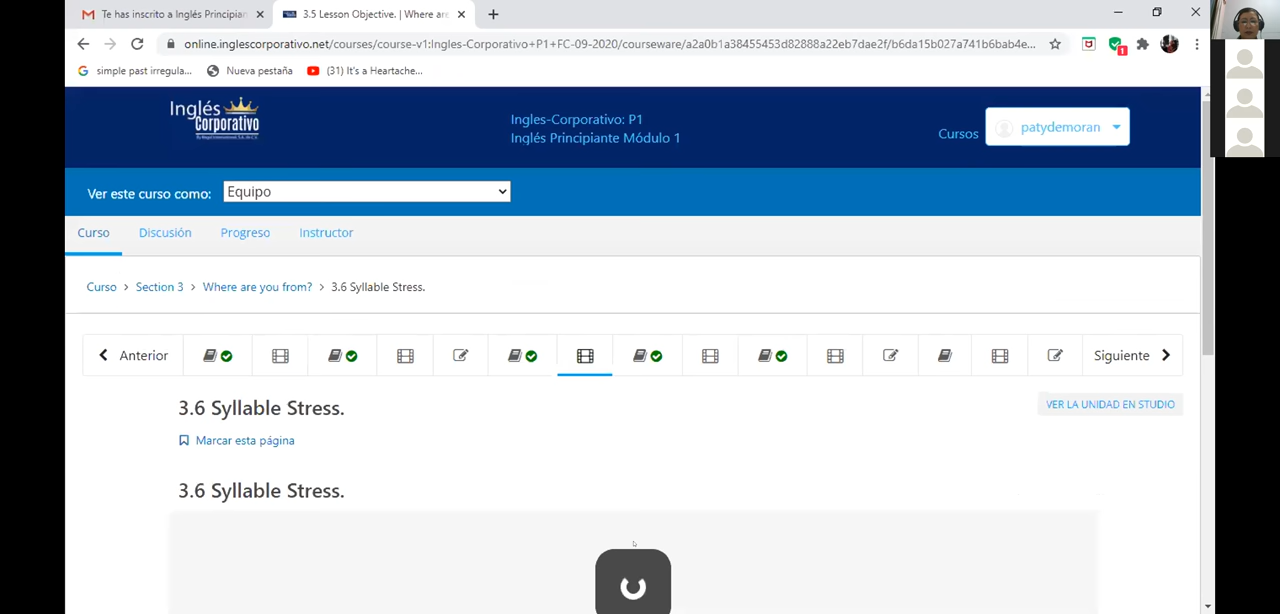 Te has inscrito a Inglés Principian
3.5 Lesson Objective. | Where are
online.inglescorporativo.net/courses/course-v1:Ingles-Corporativo+P1+FC-09-2020/courseware/a2a0b1a38455453d82888a22eb7dae2f/b6da15b027a741b6bab4e...
1
simple past irregula...
Nueva pestaña
(31) It's a Heartache...
Inglés
Corporativo
Ingles-Corporativo: P1
Inglés Principiante Módulo 1
Cursos
patydemoran
Ver este curso como:
Equipo
Curso
Discusión
Progreso
Instructor
Curso > Section 3 > Where are you from? > 3.6 Syllable Stress.
Anterior
Siguiente
3.6 Syllable Stress.
VER LA UNIDAD EN STUDIO
Marcar esta página
3.6 Syllable Stress.